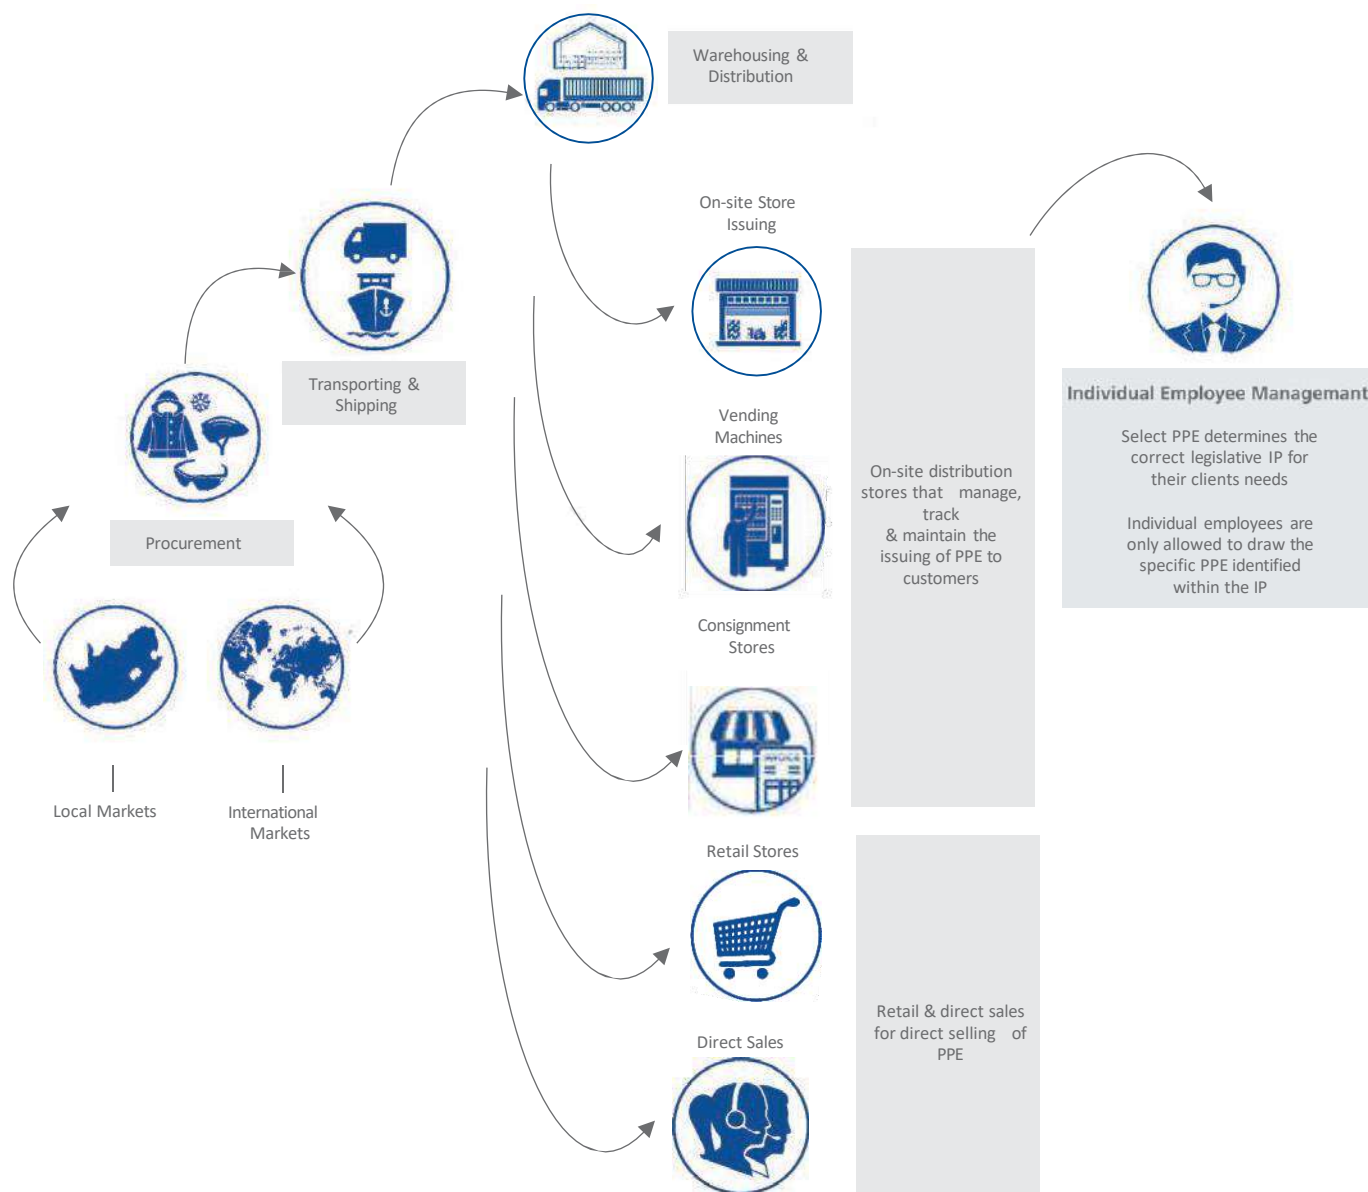 Warehousing &
Distribution
On-site Store
Issuing
Transporting &
Shipping
Individual Employee Managemant
Vending
Machines
Select PPE determines the
correct legislative IP for
their clients needs
On-site distribution
stores that manage,
track
& maintain the
issuing of PPE to
customers
Individual employees are
only allowed to draw the
specific PPE identified
within the IP
Procurement
Consignment
Stores
INVOICE
Local Markets
International
Markets
Retail Stores
Retail & direct sales
for direct selling of
PPE
Direct Sales